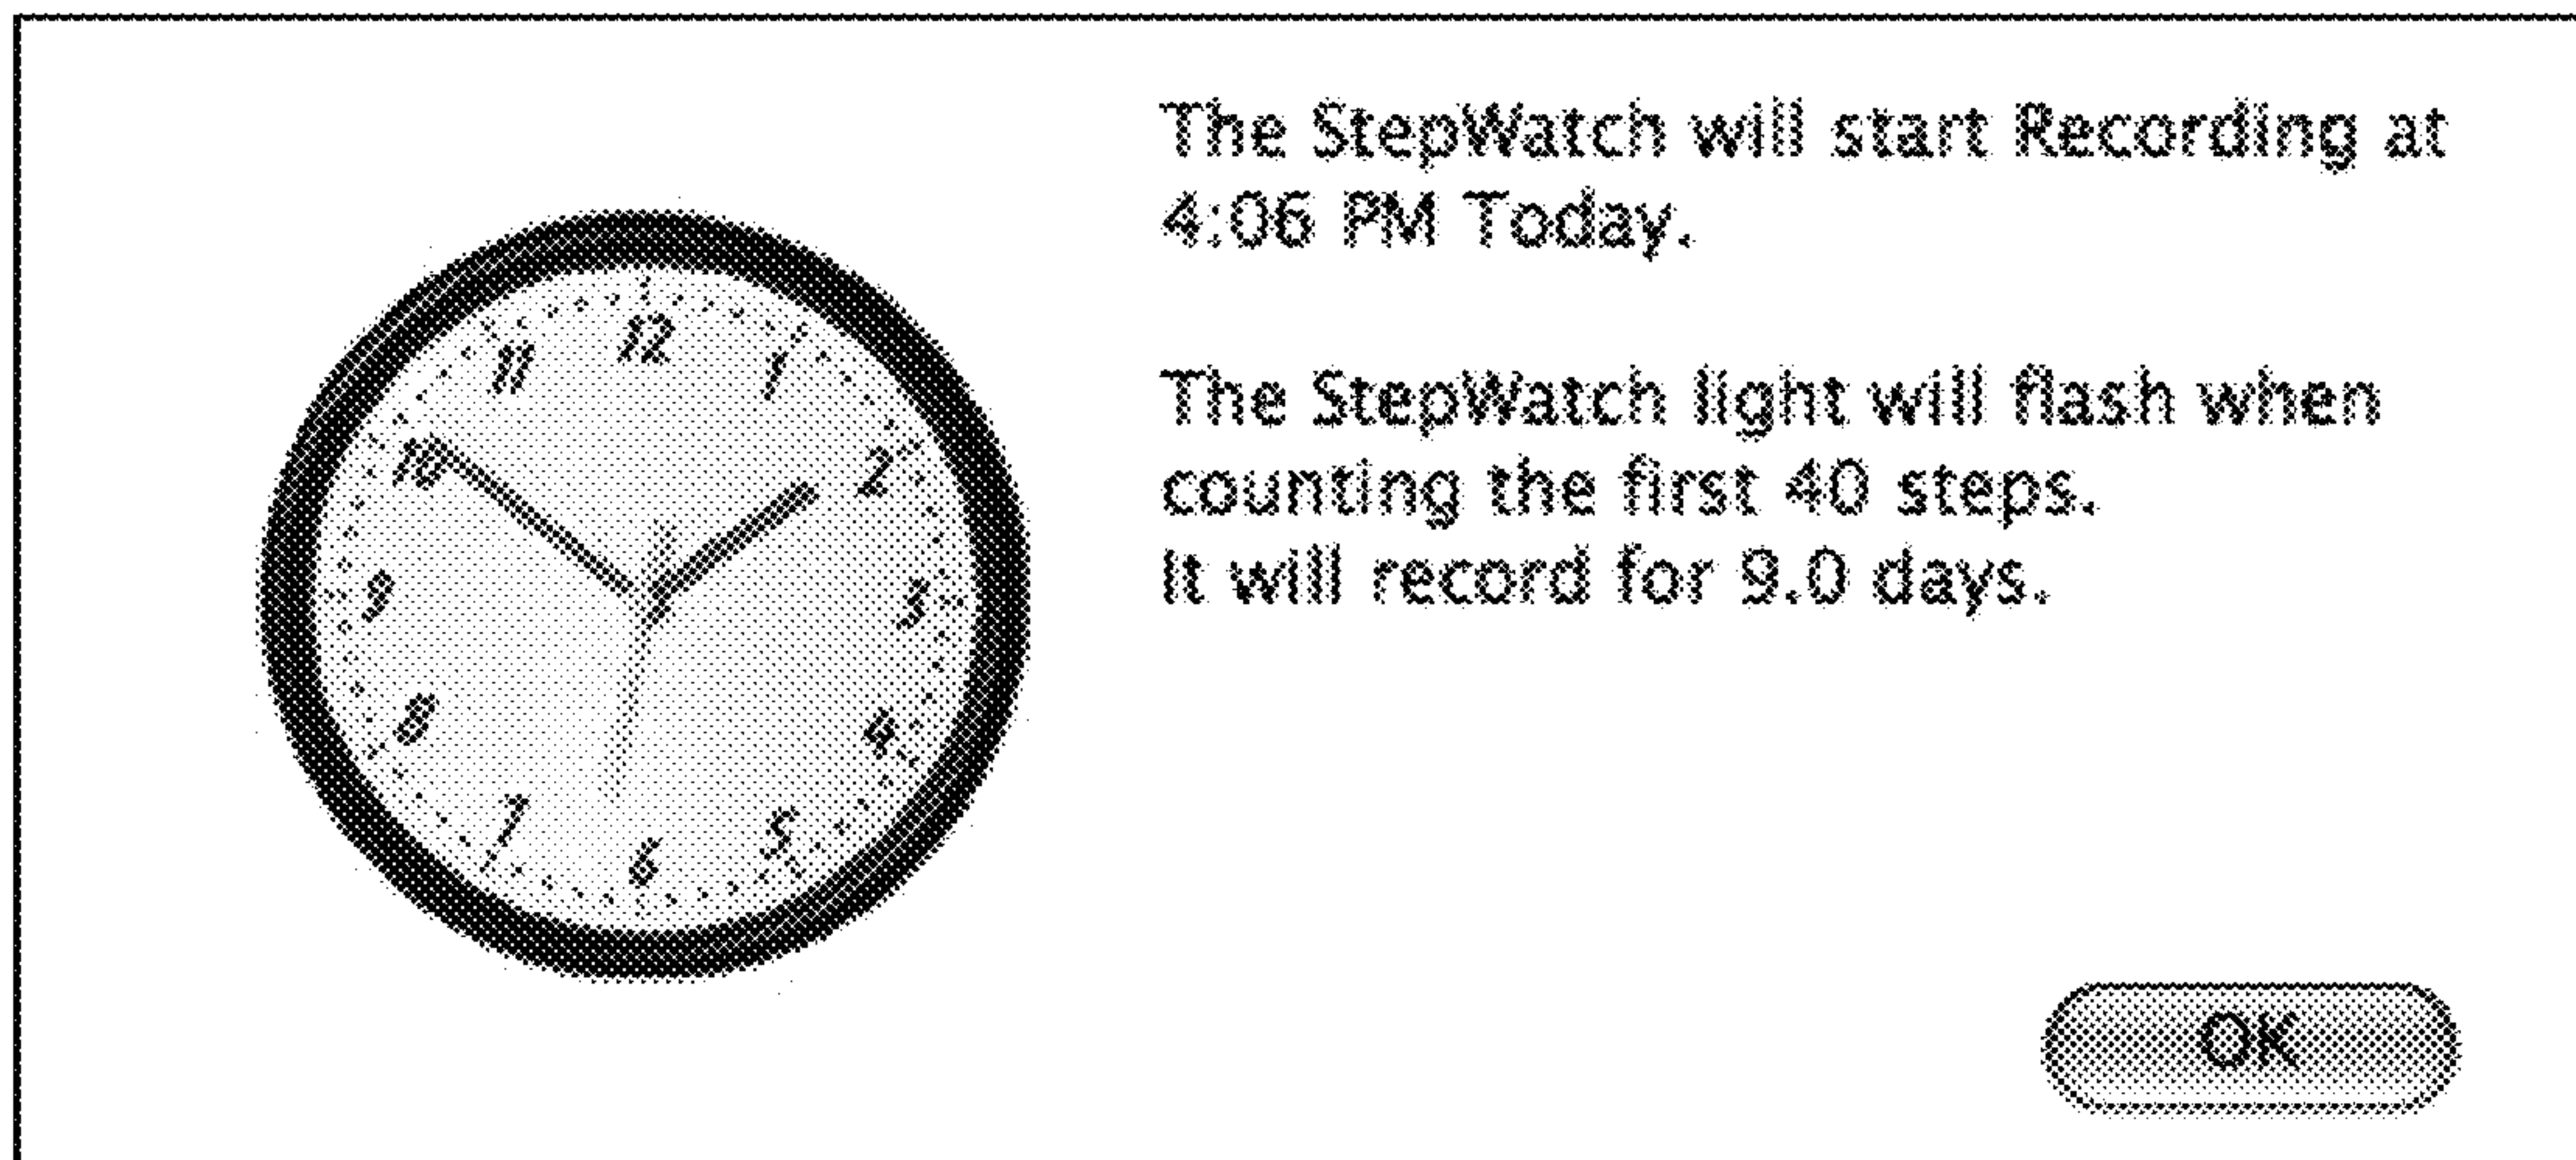 The StepWatch will start Recording at
4:06 PM Today.
The StepWatch light will flash when
counting the first 40 steps.
It will record for 9.0 days.
12
1
2
3
4
5
6
7
8
9
10
11
OK